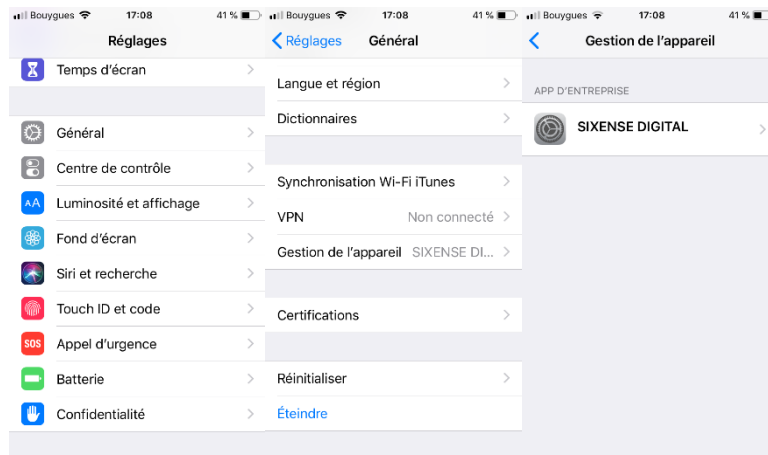 Bouygues 17:08 41 %
Réglages
Temps d'écran
Général
Centre de contrôle
AA Luminosité et affichage
Fond d'écran
Siri et recherche
Touch ID et code
SOS Appel d'urgence
Batterie
Confidentialité
Bouygues 17:08 41 %
Réglages Général
Langue et région
Dictionnaires
Synchronisation Wi-Fi iTunes
VPN Non connecté
Gestion de l'appareil SIXENSE DI...
Certifications
Réinitialiser
Éteindre
Bouygues 17:08 41 %
Gestion de l'appareil
APP D'ENTREPRISE
SIXENSE DIGITAL